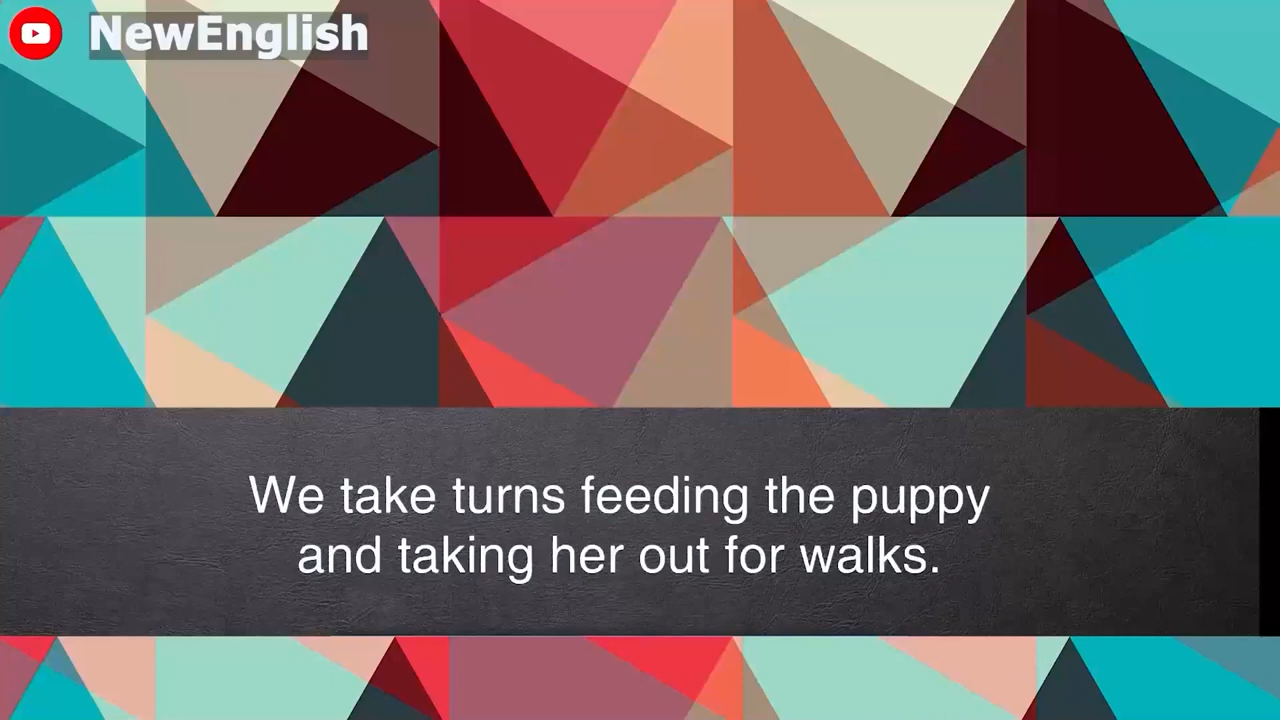 NewEnglish
We take turns feeding the puppy
and taking her out for walks.